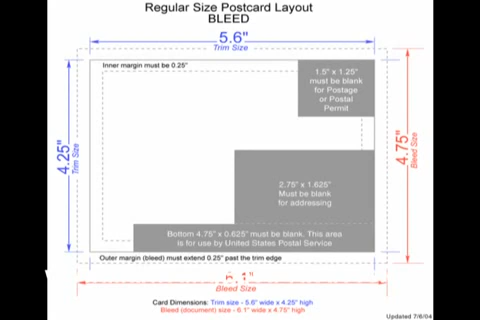 Regular Size Postcard Layout
BLEED
5.6"
Trim Size
Inner margin must be 0.25"
1.5" x 1.25"
must be blank
for Postage
or Postal
Permit
4.25"
Trim Size
4.75"
Bleed Size
2.75" x 1.625"
Must be blank
for addressing
Bottom 4.75" x 0.625" must be blank. This area
is for use by United States Postal Service
Outer margin (bleed) must extend 0.25" past the trim edge
Bleed Size
Card Dimensions: Trim size - 5.6" wide x 4.25" high
Bleed (document) size - 6.1" wide x 4.75" high
Updated 7/6/04